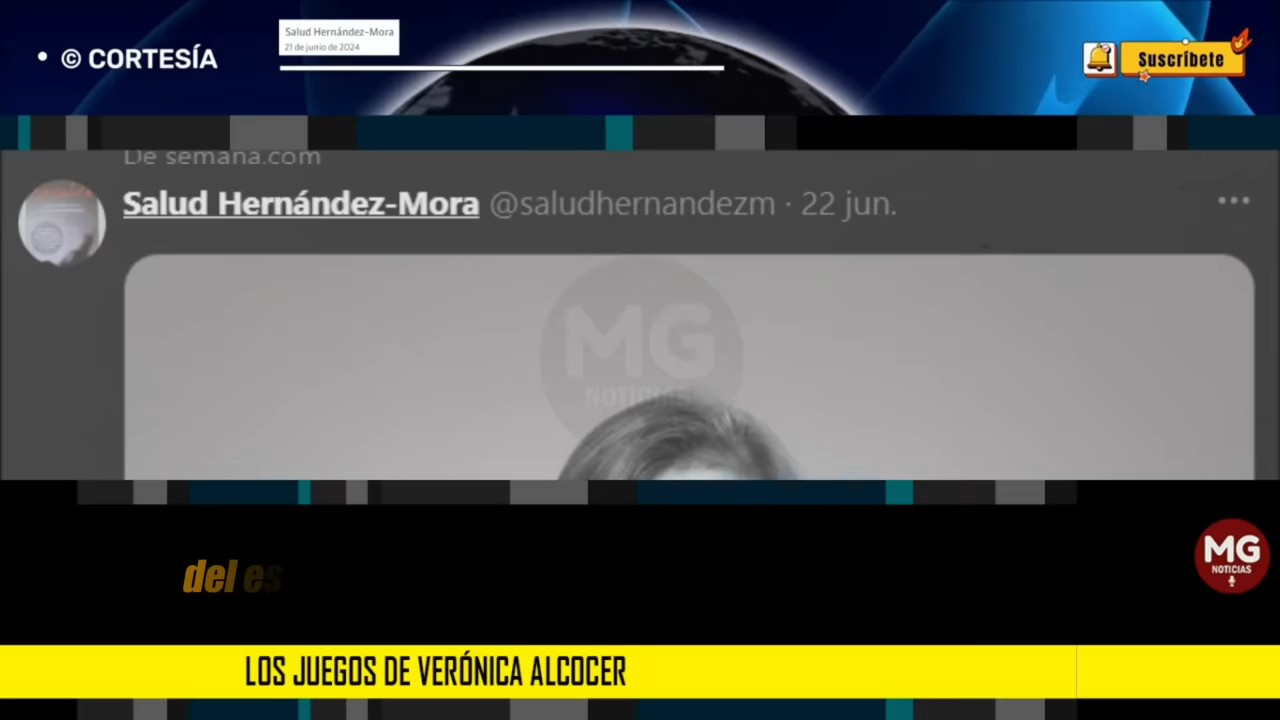 • © CORTESÍA
Salud Hernández-Mora
21 de junio de 2024
Suscríbete
De semana.com
Salud Hernández-Mora @saludhernandezm · 22 jun.
MG
NOTICIAS
del es
MG
NOTICIAS
LOS JUEGOS DE VERÓNICA ALCOCER